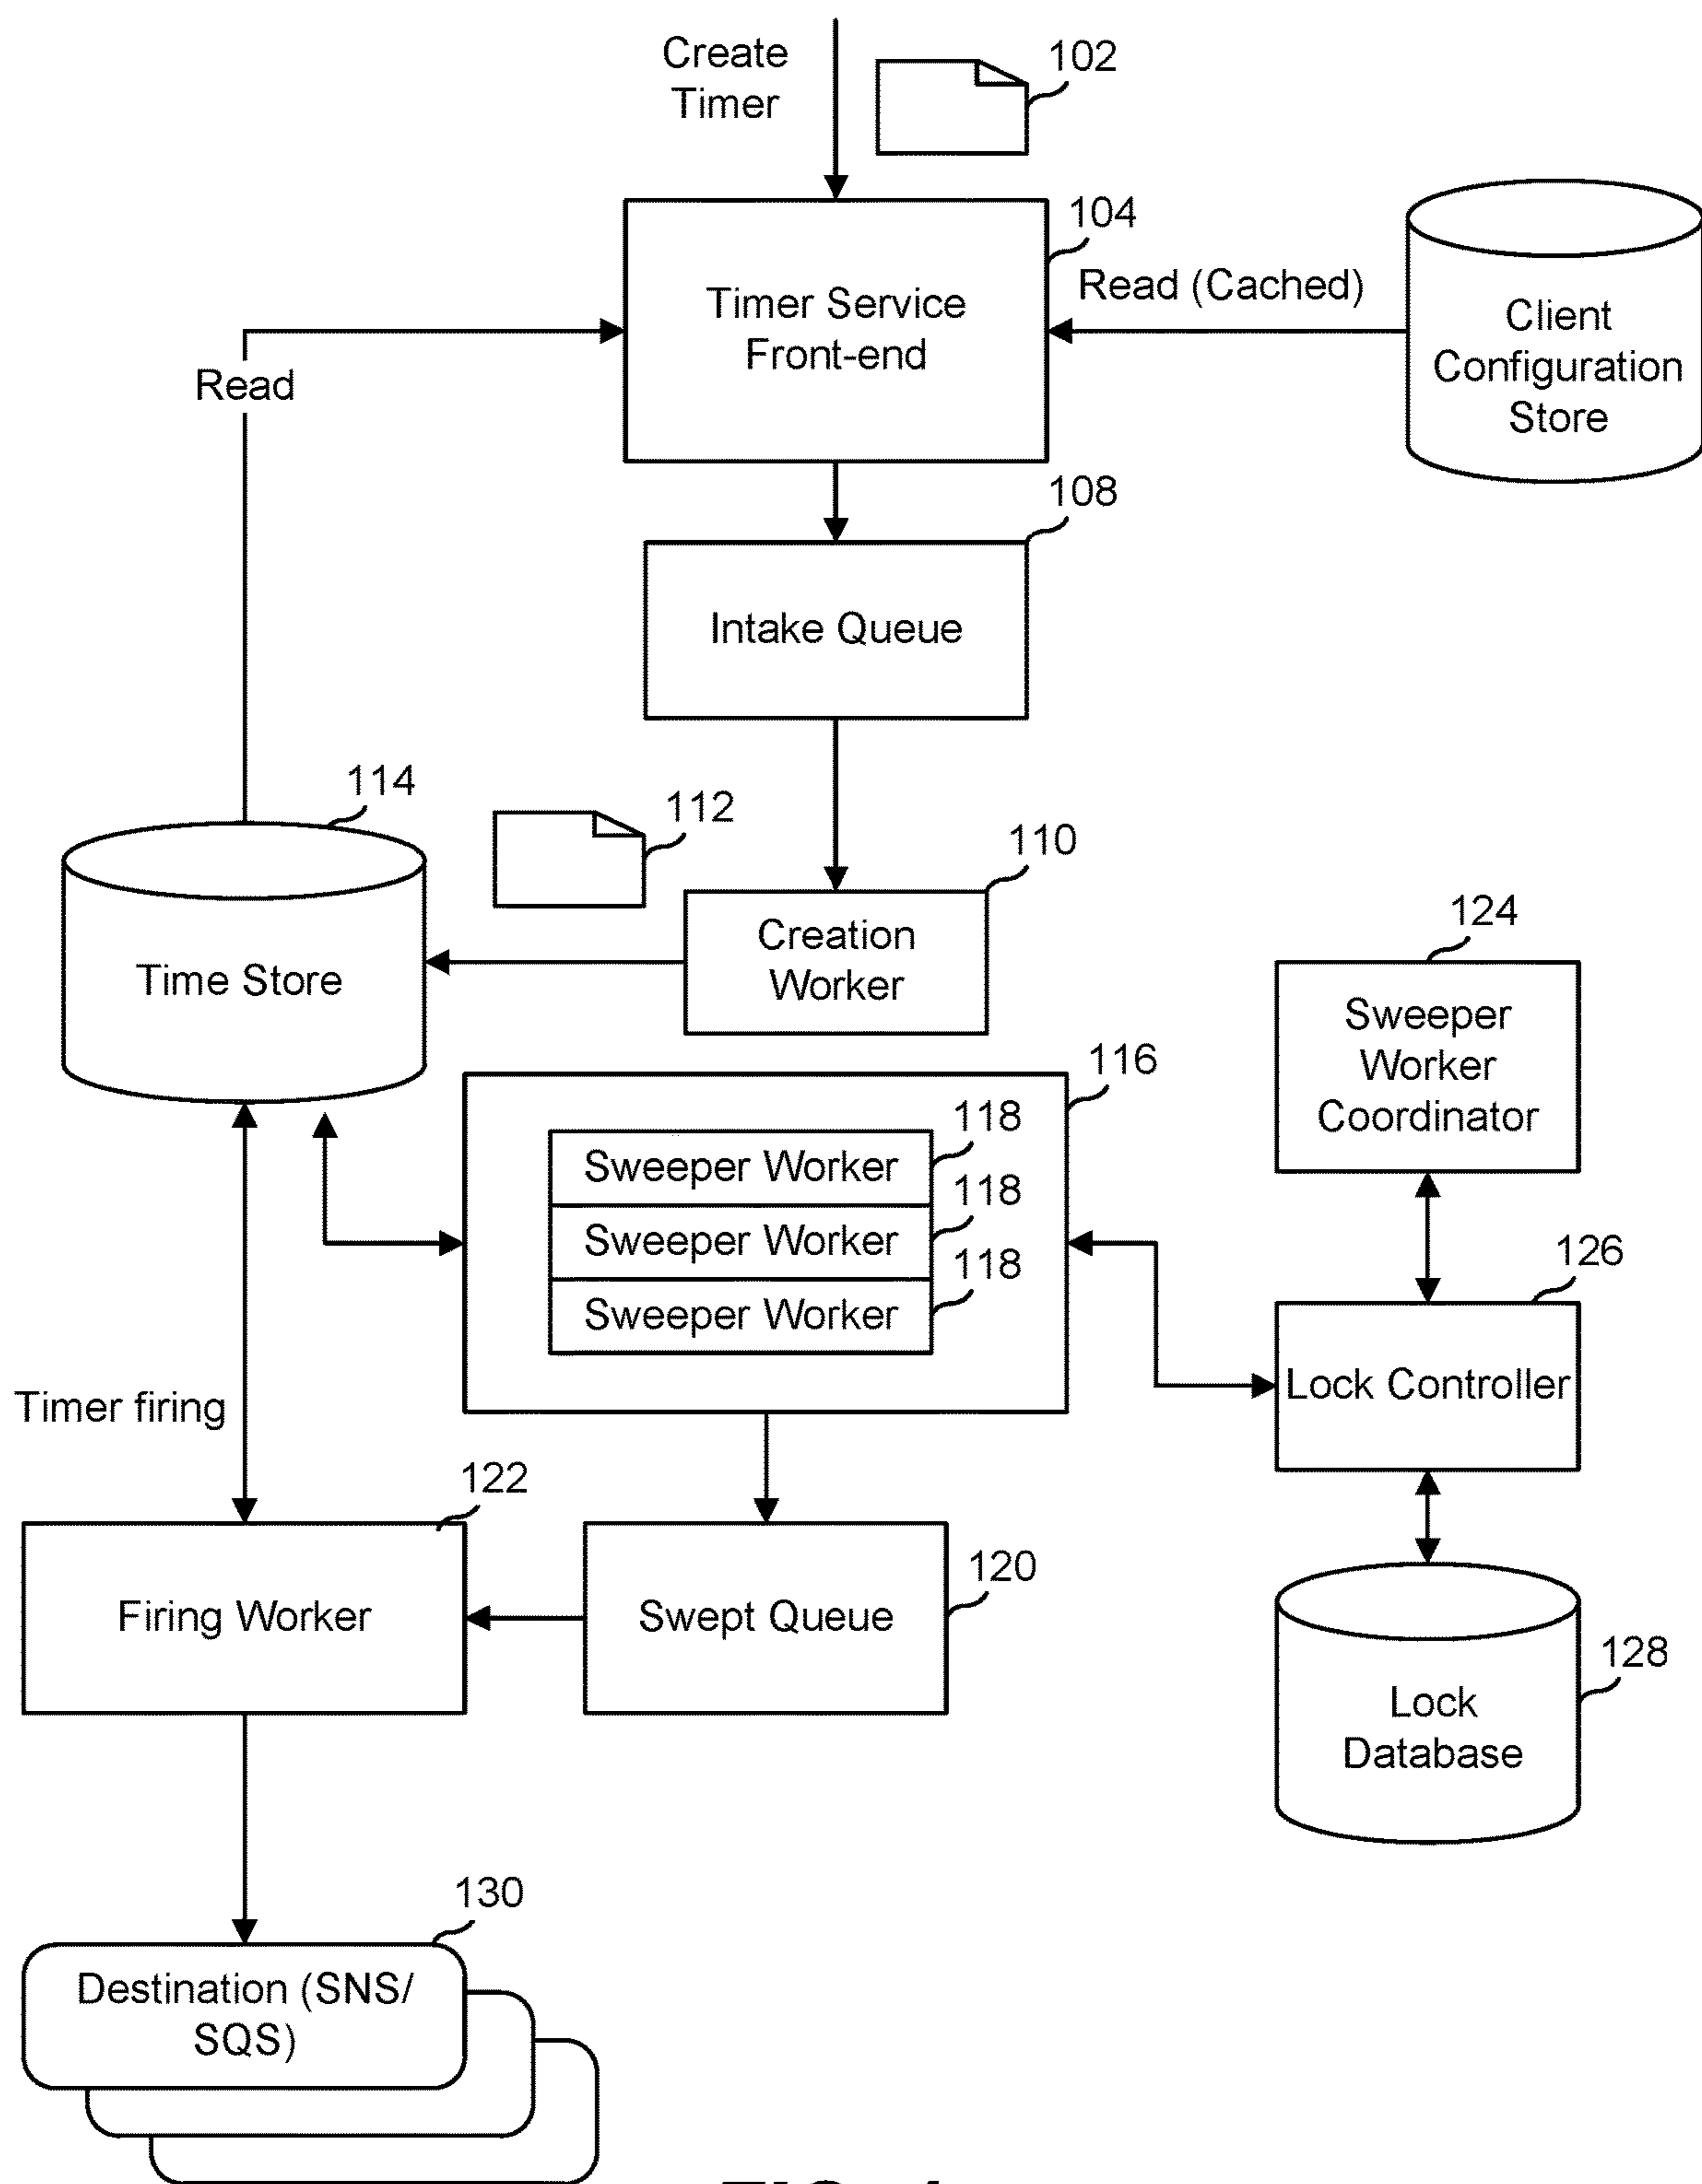 Create
Timer
102
104
Timer Service
Front-end
Read (Cached)
Client
Configuration
Store
Read
108
Intake Queue
114
112
110
Time Store
Creation
Worker
124
Sweeper
Worker
Coordinator
116
Sweeper Worker
118
Sweeper Worker
118
Sweeper Worker
118
126
Lock Controller
Timer firing
122
Firing Worker
120
Swept Queue
128
Lock
Database
130
Destination (SNS/
SQS)